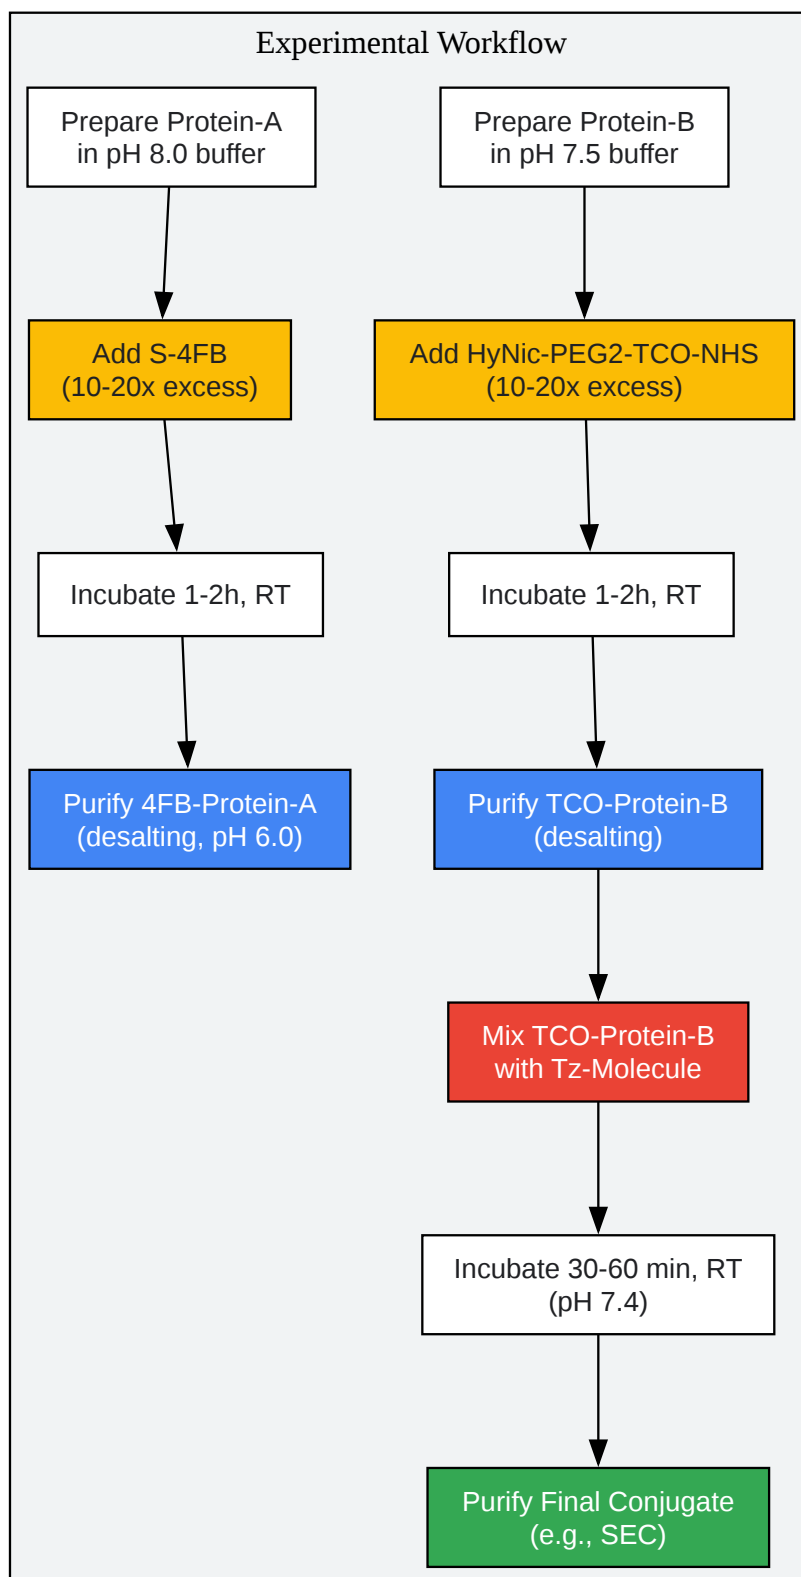 Experimental Workflow
Prepare Protein-A
in pH 8.0 buffer
Prepare Protein-B
in pH 7.5 buffer
Add S-4FB
(10-20x excess)
Add HyNic-PEG2-TCO-NHS
(10-20x excess)
Incubate 1-2h, RT
Incubate 1-2h, RT
Purify 4FB-Protein-A
(desalting, pH 6.0)
Purify TCO-Protein-B
(desalting)
Mix TCO-Protein-B
with Tz-Molecule
Incubate 30-60 min, RT
(pH 7.4)
Purify Final Conjugate
(e.g., SEC)